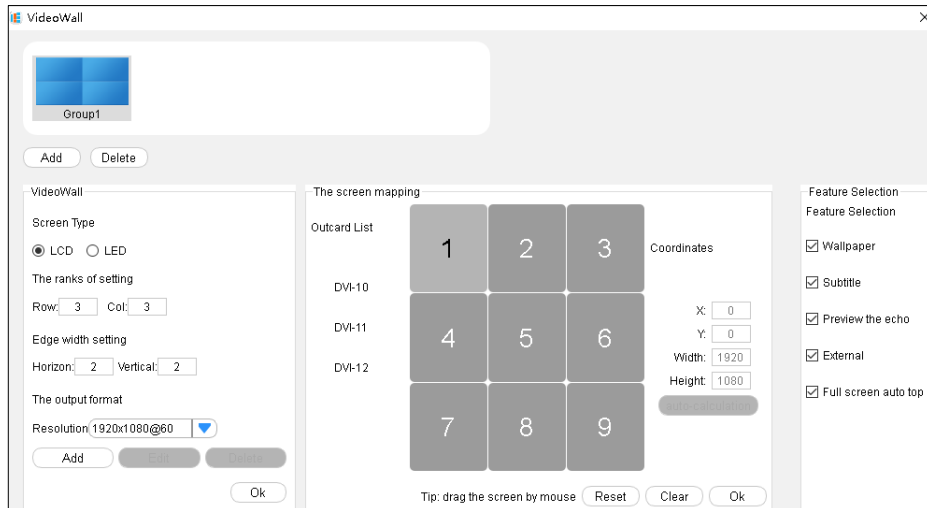 VideoWall
Group1
Add Delete
VideoWall
Screen Type
LCD LED
The ranks of setting
Row: 3 Col: 3
Edge width setting
Horizon: 2 Vertical: 2
The output format
Resolution 1920x1080@60
Add Edit Delete
Ok
The screen mapping
Outcard List
DVI-10
DVI-11
DVI-12
1 2 3
4 5 6
7 8 9
Coordinates
X: 0
Y: 0
Width: 1920
Height: 1080
auto-calculation
Tip: drag the screen by mouse Reset Clear Ok
Feature Selection
Feature Selection
Wallpaper
Subtitle
Preview the echo
External
Full screen auto top